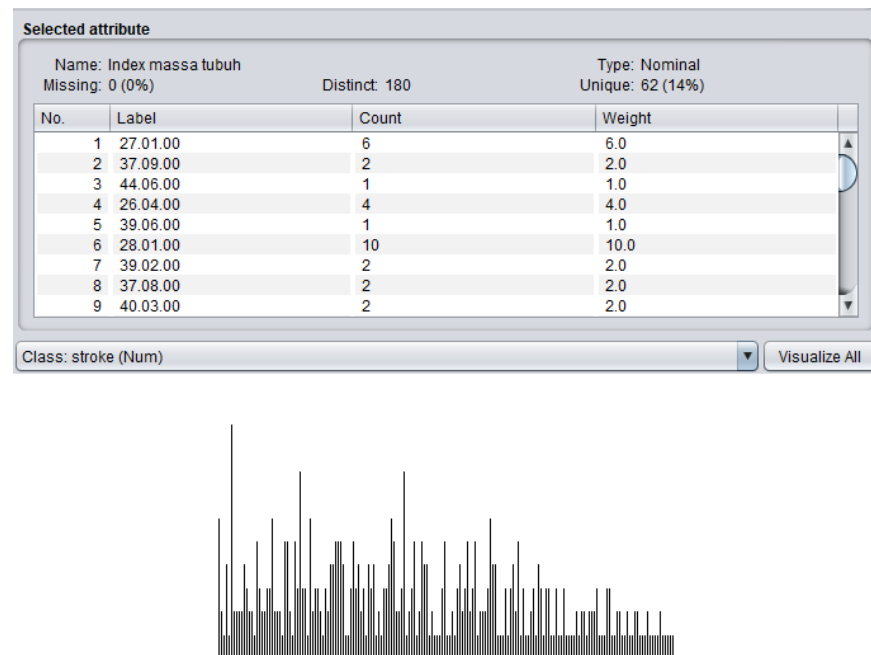 Selected attribute
Name: Index massa tubuh Type: Nominal
Missing: 0 (0%) Distinct: 180 Unique: 62 (14%)
No. Label Count Weight
1 27.01.00 6 6.0
2 37.09.00 2 2.0
3 44.06.00 1 1.0
4 26.04.00 4 4.0
5 39.06.00 1 1.0
6 28.01.00 10 10.0
7 39.02.00 2 2.0
8 37.08.00 2 2.0
9 40.03.00 2 2.0
Class: stroke (Num) Visualize All